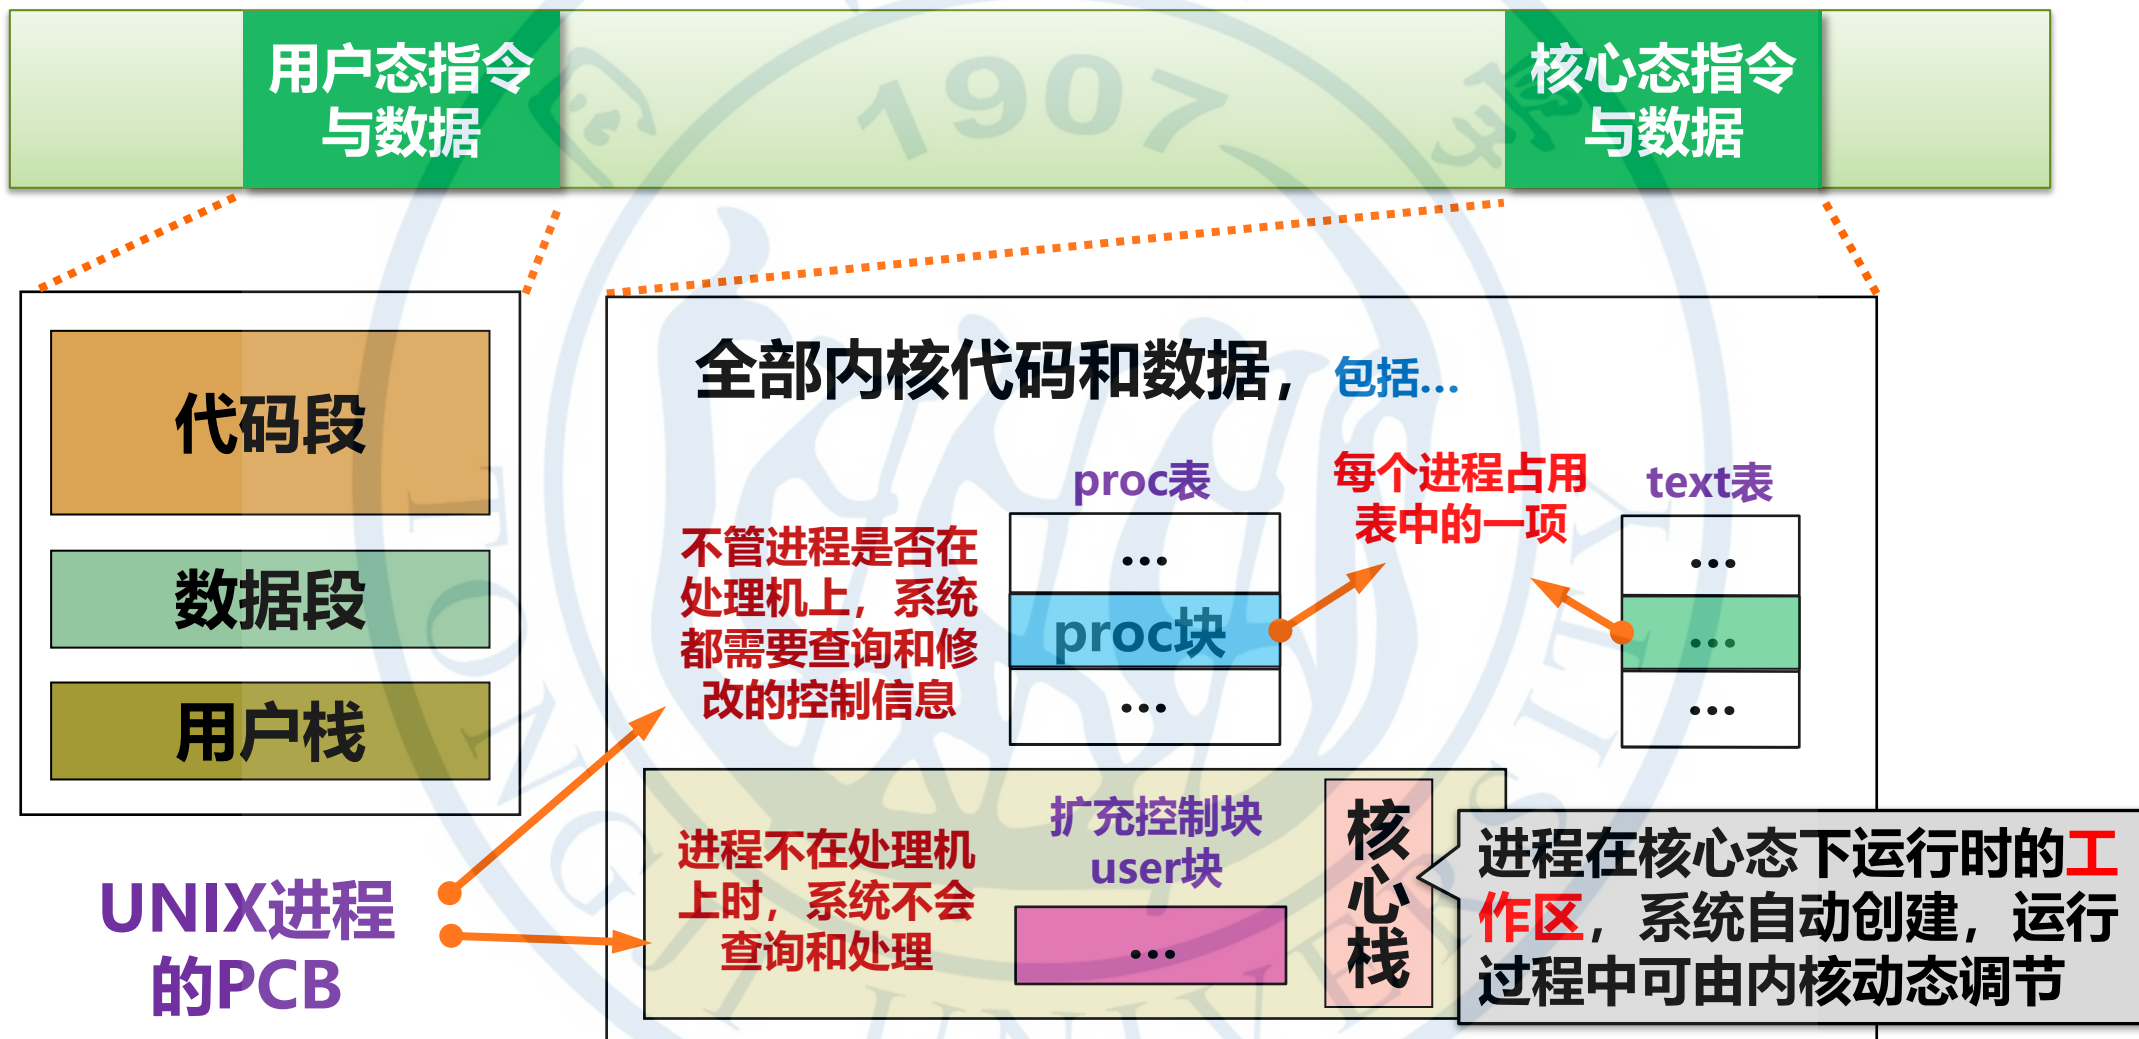 用户态指令
与数据
核心态指令
与数据
1907
代码段
数据段
用户栈
UNIX进程
的PCB
全部内核代码和数据，包括...
proc表
每个进程占用
表中的一项
text表
不管进程是否在
处理机上，系统
都需要查询和修
改的控制信息
...
proc块
...
...
...
...
进程不在处理机
上时，系统不会
查询和处理
扩充控制块
user块
...
核
心
栈
进程在核心态下运行时的工
作区，系统自动创建，运行
过程中可由内核动态调节
TONGJI UNIVERSITY